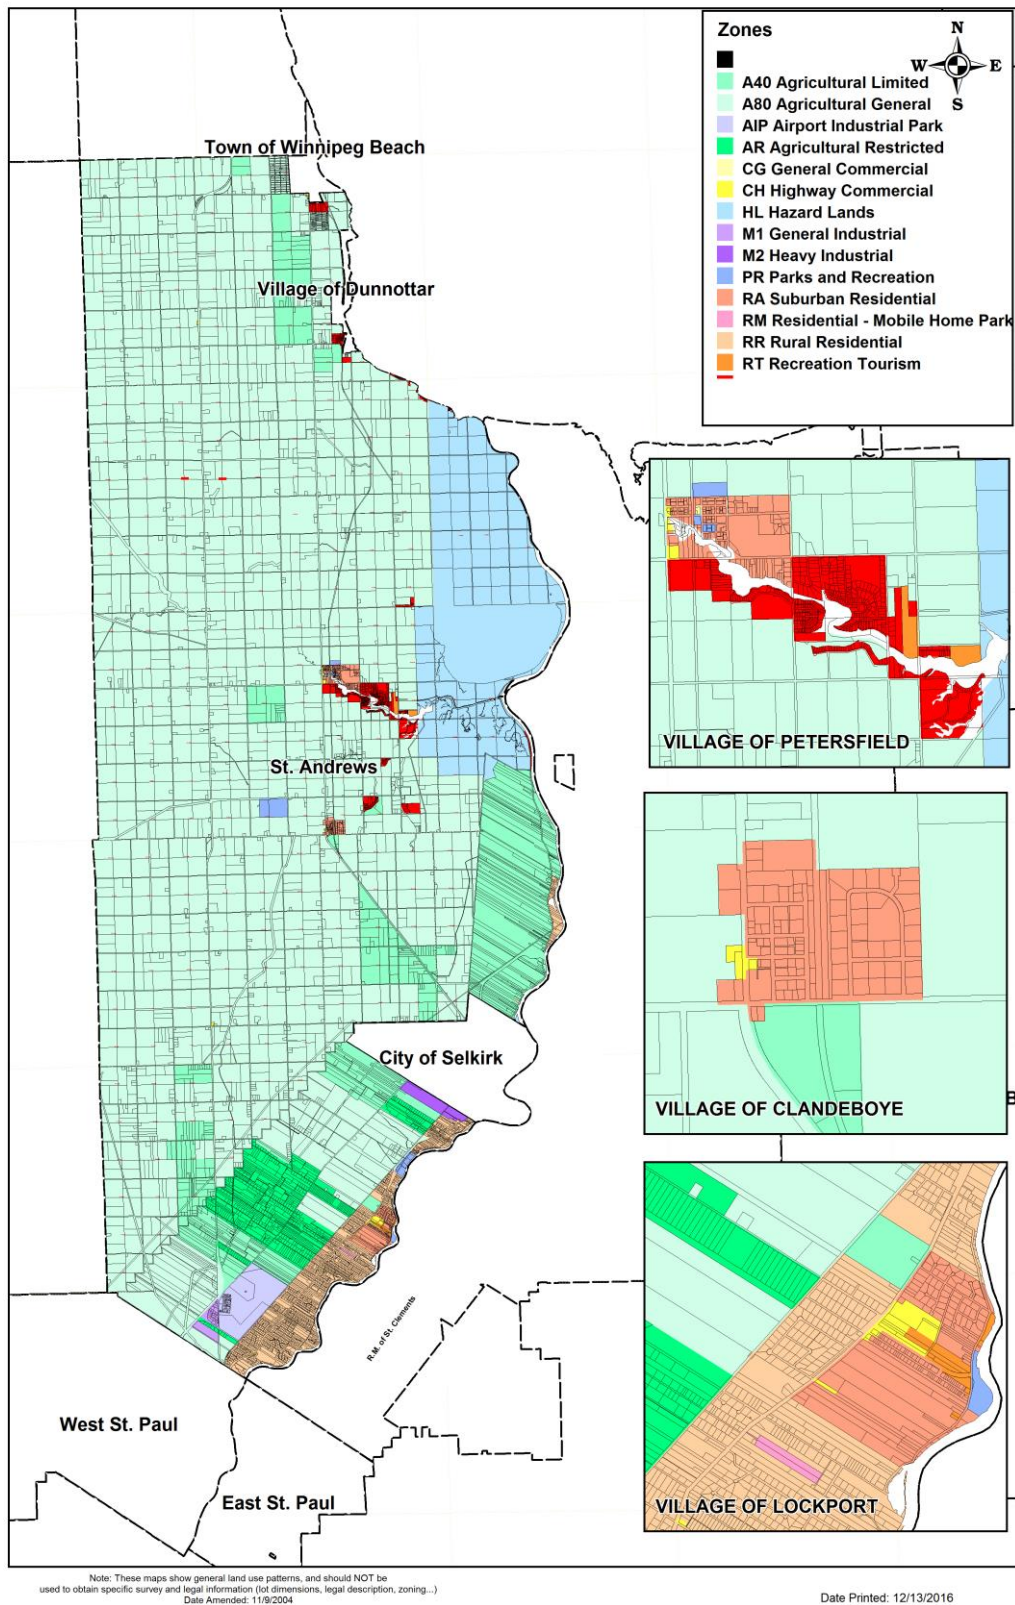 Zones
N
W E
S
A40 Agricultural Limited
A80 Agricultural General
AIP Airport Industrial Park
AR Agricultural Restricted
CG General Commercial
CH Highway Commercial
HL Hazard Lands
M1 General Industrial
M2 Heavy Industrial
PR Parks and Recreation
RA Suburban Residential
RM Residential - Mobile Home Park
RR Rural Residential
RT Recreation Tourism
Town of Winnipeg Beach
Village of Dunnottar
St. Andrews
City of Selkirk
R.M. of St. Clements
West St. Paul
East St. Paul
VILLAGE OF PETERSFIELD
VILLAGE OF CLANDEBOYE
B
VILLAGE OF LOCKPORT
Note: These maps show general land use patterns, and should NOT be
used to obtain specific survey and legal information (lot dimensions, legal description, zoning...)
Date Amended: 11/9/2004
Date Printed: 12/13/2016